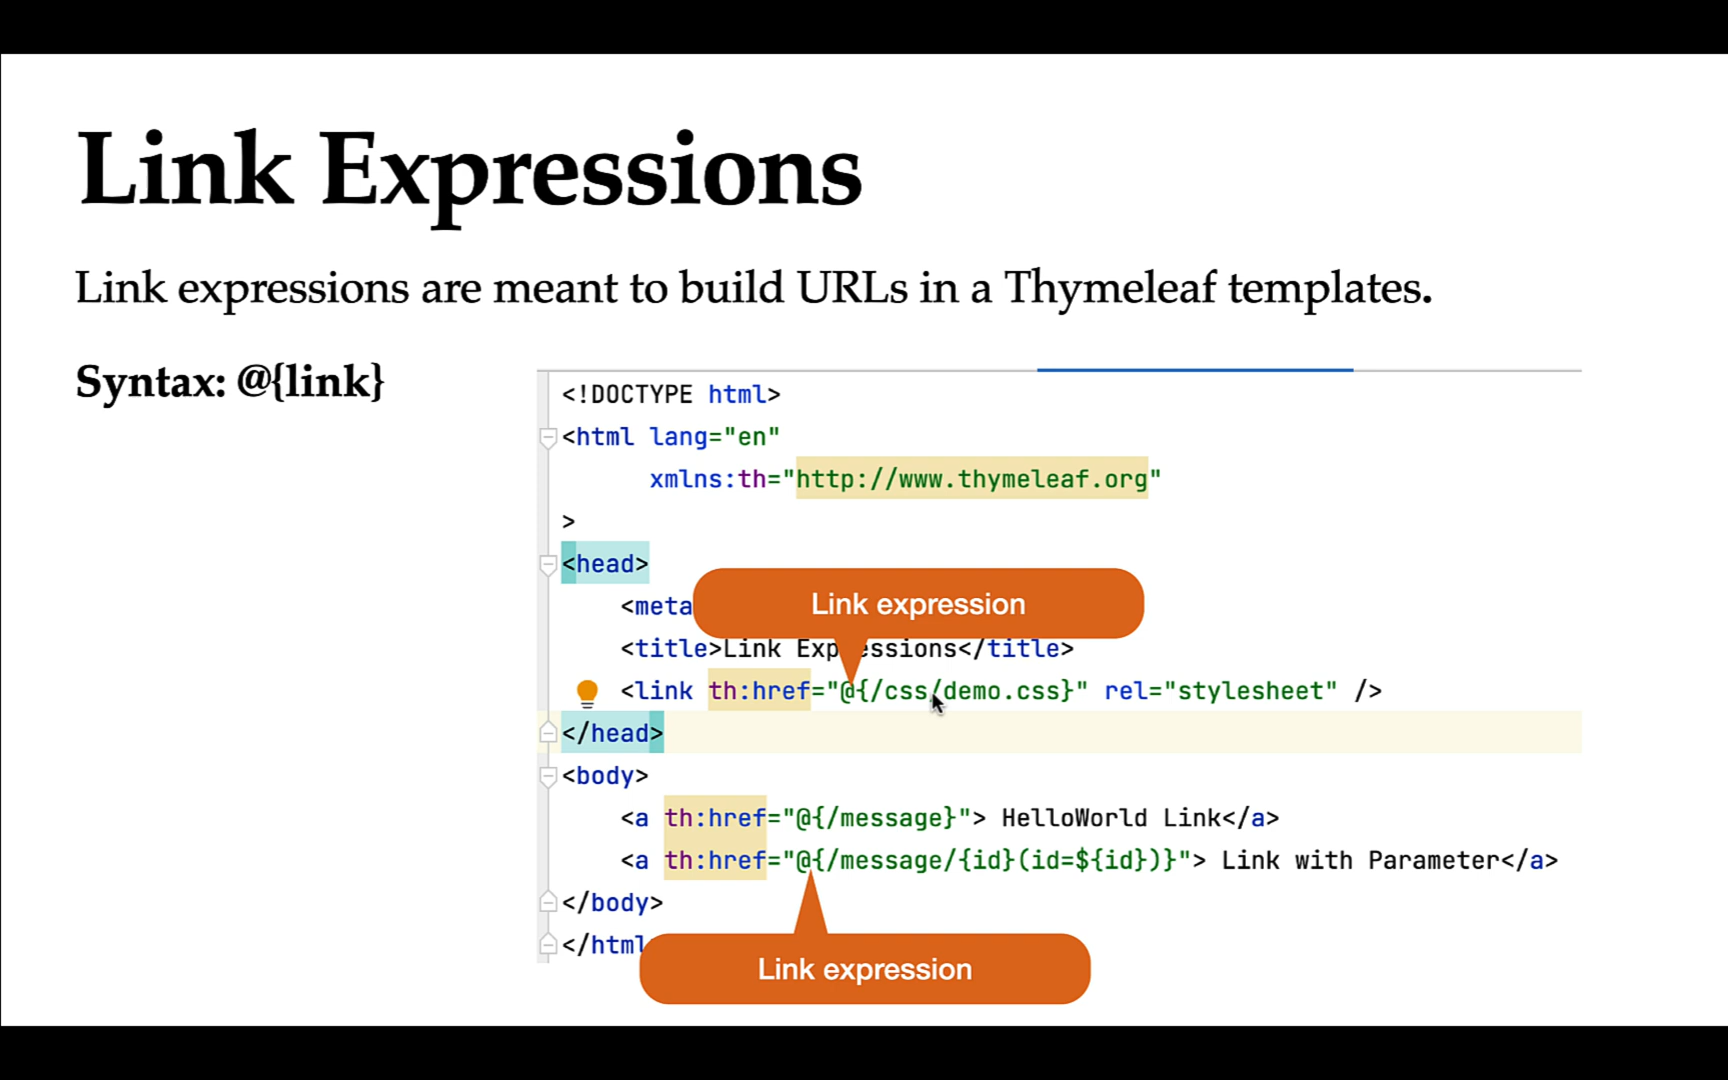 Link Expressions
Link expressions are meant to build URLs in a Thymeleaf templates.
Syntax: @{link}
<!DOCTYPE html>
<html lang="en"
xmlns:th="http://www.thymeleaf.org"
>
<head>
<meta
Link expression
<title>Link Exp essions</title>
<link th:href="@{/css/demo.css}" rel="stylesheet" />
</head>
<body>
<a th:href="@{/message}"> HelloWorld Link</a>
<a th:href="@{/message/{id}(id=${id})}"> Link with Parameter</a>
</body>
</html
Link expression